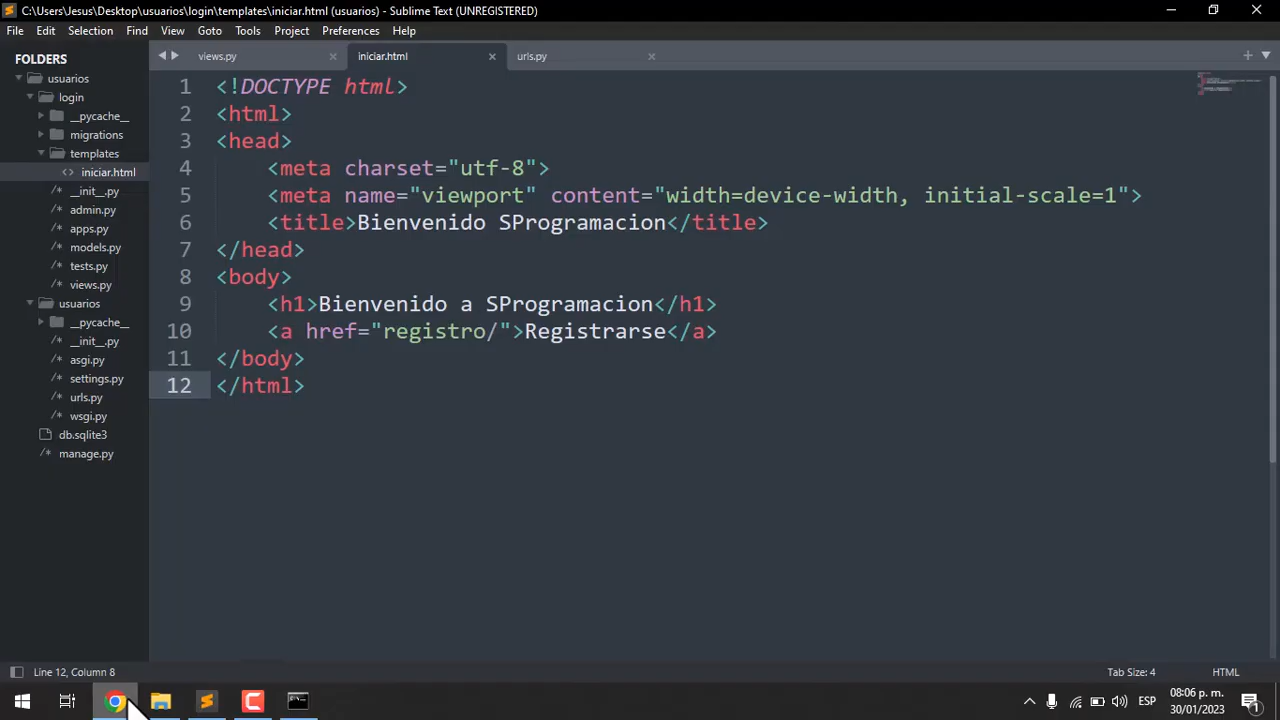 C:\Users\Jesus\Desktop\usuarios\login\templates\iniciar.html (usuarios) - Sublime Text (UNREGISTERED)
File Edit Selection Find View Goto Tools Project Preferences Help
FOLDERS
usuarios
login
__pycache__
migrations
templates
<> iniciar.html
/* __init__.py
/* admin.py
/* apps.py
/* models.py
/* tests.py
/* views.py
usuarios
__pycache__
/* __init__.py
/* asgi.py
/* settings.py
/* urls.py
/* wsgi.py
db.sqlite3
/* manage.py
views.py × iniciar.html × urls.py × +
1 <!DOCTYPE html>
2 <html>
3 <head>
4 <meta charset="utf-8">
5 <meta name="viewport" content="width=device-width, initial-scale=1">
6 <title>Bienvenido SProgramacion</title>
7 </head>
8 <body>
9 <h1>Bienvenido a SProgramacion</h1>
10 <a href="registro/">Registrarse</a>
11 </body>
12 </html>
Line 12, Column 8 Tab Size: 4 HTML
ESP 08:06 p. m. 30/01/2023 1